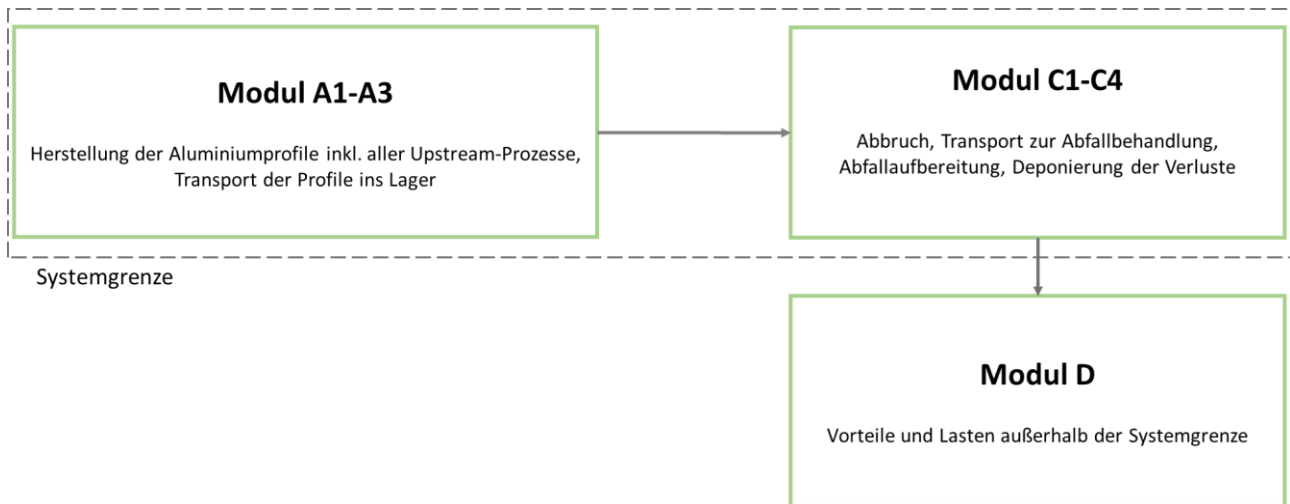 Modul A1-A3
Herstellung der Aluminiumprofile inkl. aller Upstream-Prozesse,
Transport der Profile ins Lager
Modul C1-C4
Abbruch, Transport zur Abfallbehandlung,
Abfallaufbereitung, Deponierung der Verluste
Systemgrenze
Modul D
Vorteile und Lasten außerhalb der Systemgrenze